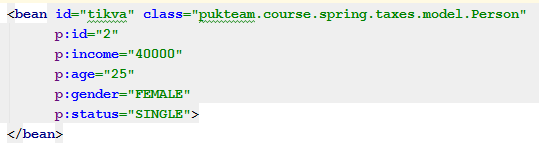 <bean id="tikva" class="pukteam.course.spring.taxes.model.Person"
p:id="2"
p:income="40000"
p:age="25"
p:gender="FEMALE"
p:status="SINGLE">
</bean>